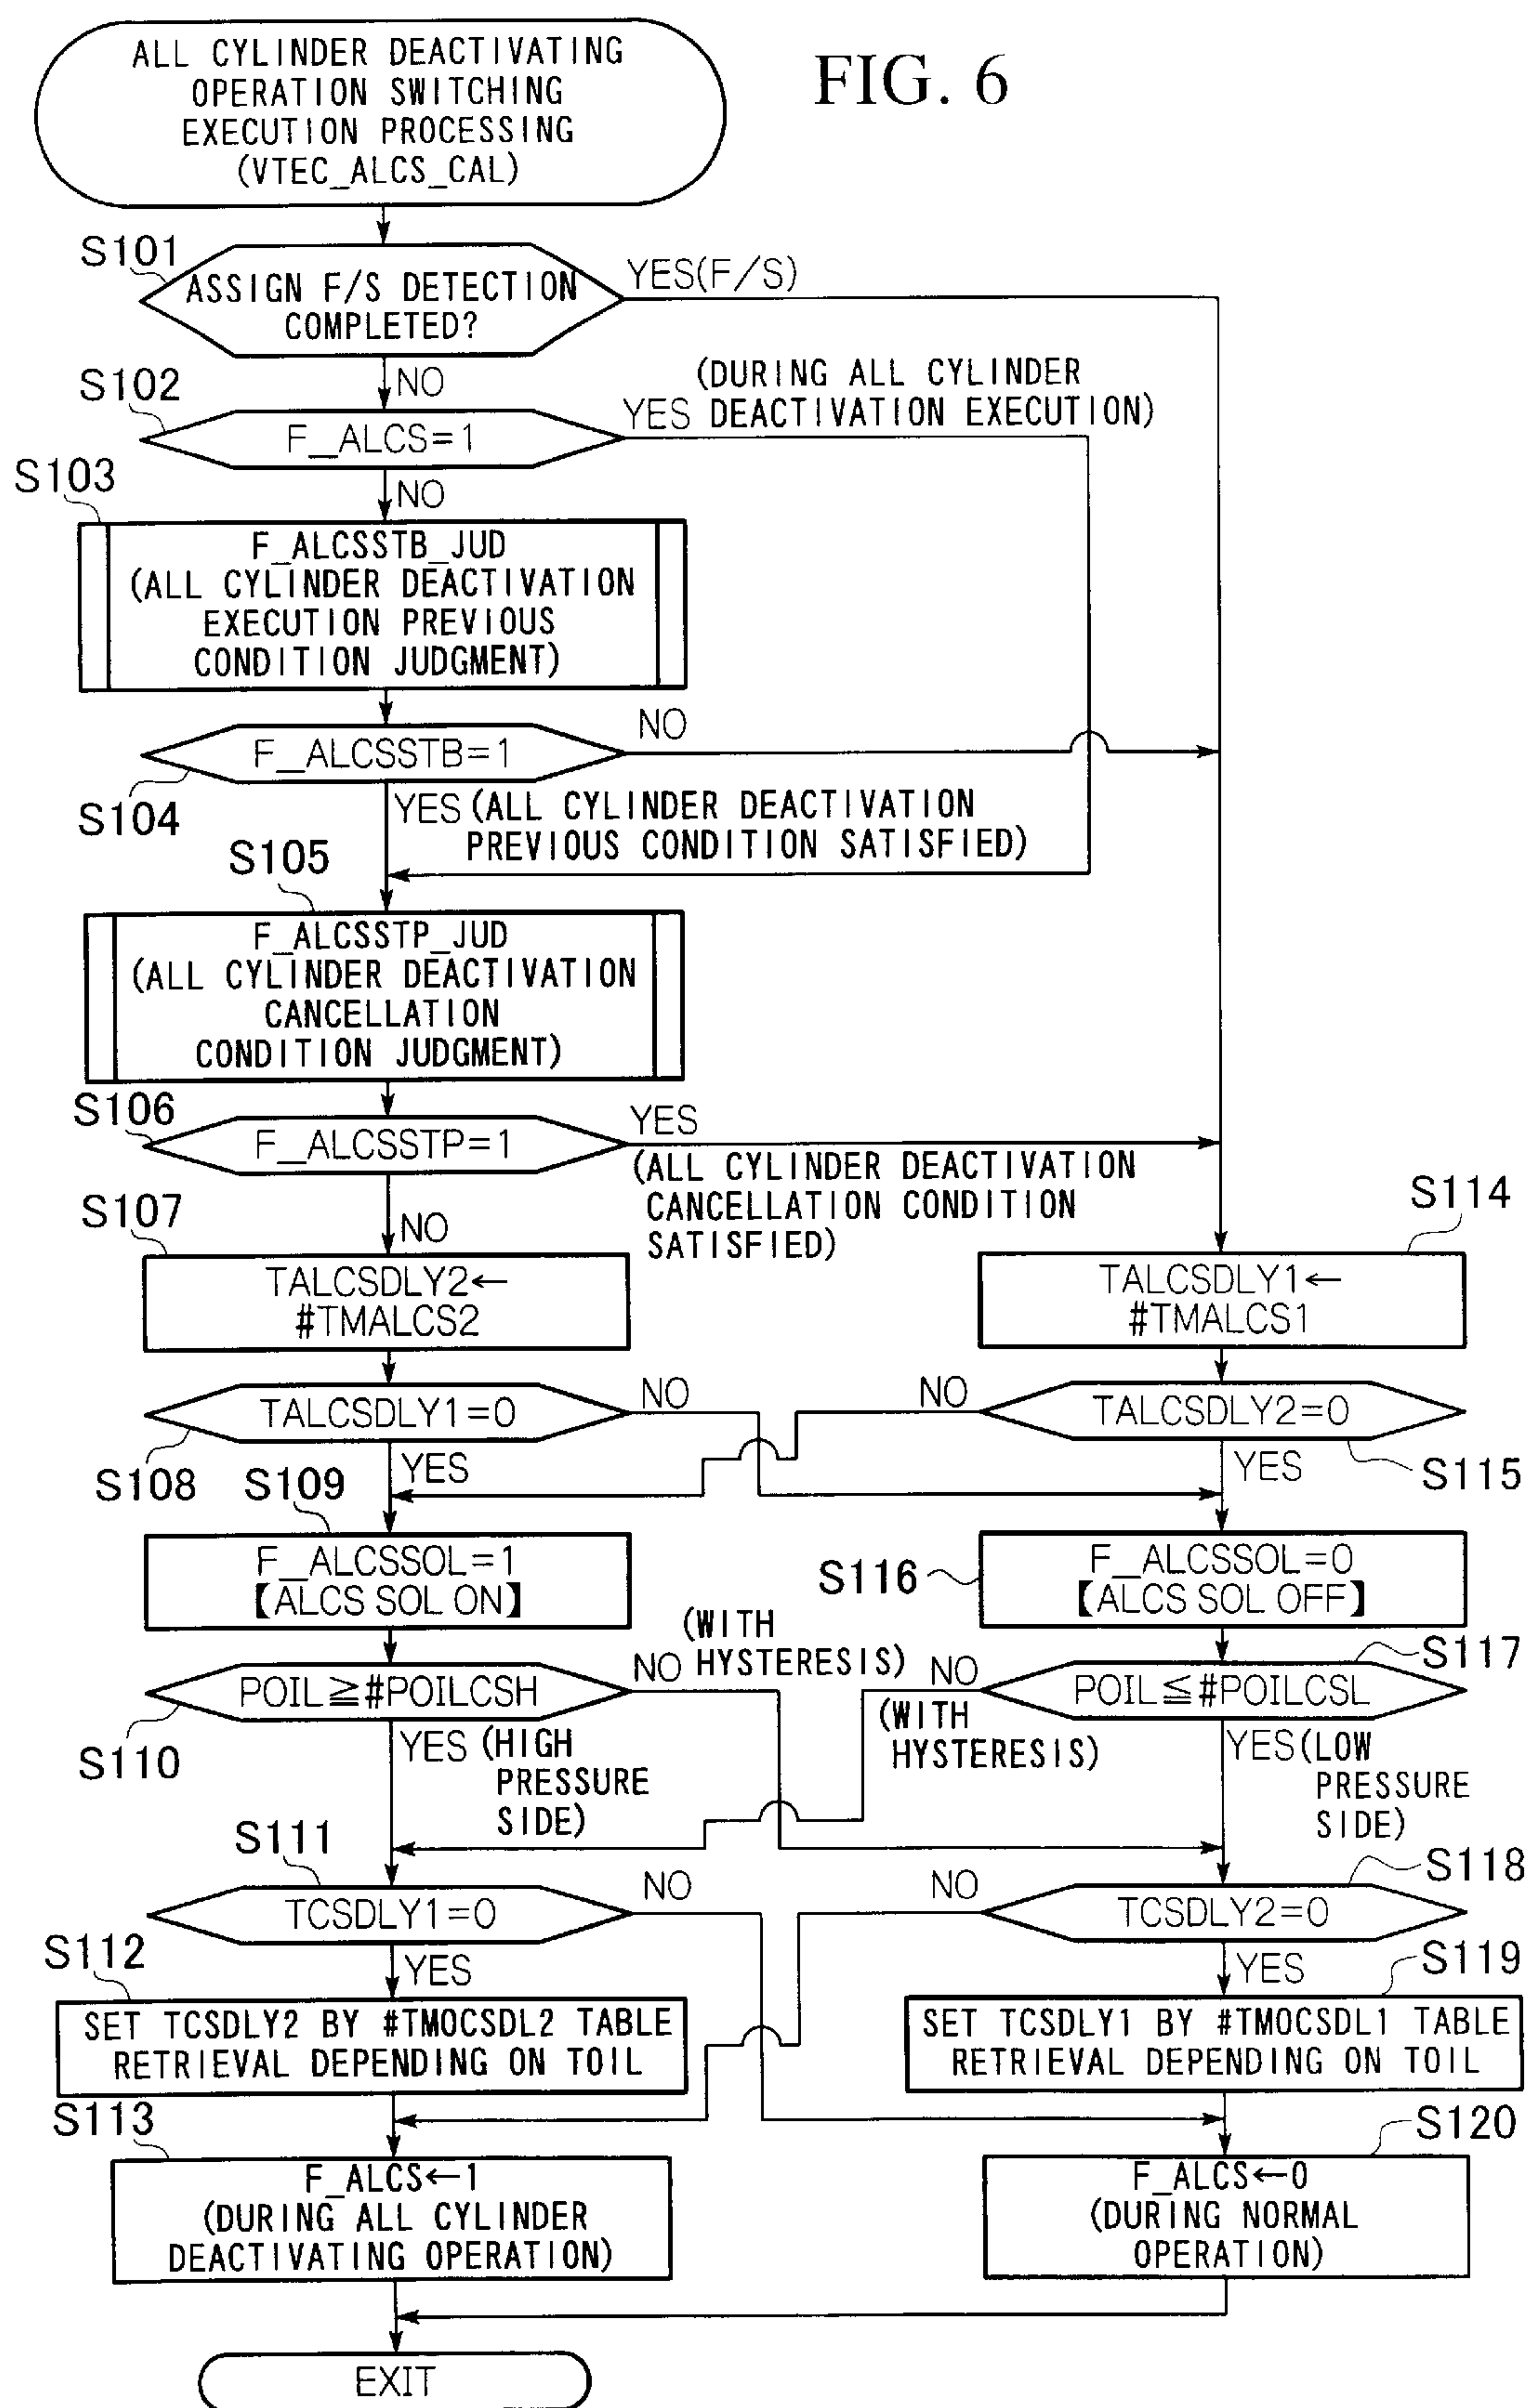 ALL CYLINDER DEACTIVATING
OPERATION SWITCHING
EXECUTION PROCESSING
(VTEC_ALCS_CAL)
FIG. 6
S101
ASSIGN F/S DETECTION
COMPLETED?
YES(F/S)
NO
S102
F_ALCS=1
YES
(DURING ALL CYLINDER
DEACTIVATION EXECUTION)
NO
S103
F_ALCSSTB_JUD
(ALL CYLINDER DEACTIVATION
EXECUTION PREVIOUS
CONDITION JUDGMENT)
F_ALCSSTB=1
NO
S104
YES (ALL CYLINDER DEACTIVATION
PREVIOUS CONDITION SATISFIED)
S105
F_ALCSSTP_JUD
(ALL CYLINDER DEACTIVATION
CANCELLATION
CONDITION JUDGMENT)
S106
F_ALCSSTP=1
YES
(ALL CYLINDER DEACTIVATION
CANCELLATION CONDITION
SATISFIED)
NO
S107
TALCSDLY2←
#TMALCS2
S114
TALCSDLY1←
#TMALCS1
TALCSDLY1=0
NO
NO
TALCSDLY2=0
S108
YES
YES
S115
S109
F_ALCSSOL=1
【ALCS SOL ON】
S116
F_ALCSSOL=0
【ALCS SOL OFF】
POIL≧#POILCSH
NO
(WITH
HYSTERESIS)
NO
(WITH
HYSTERESIS)
POIL≦#POILCSL
S117
S110
YES (HIGH
PRESSURE
SIDE)
YES(LOW
PRESSURE
SIDE)
S111
TCSDLY1=0
NO
NO
TCSDLY2=0
S118
YES
YES
S112
SET TCSDLY2 BY #TMOCSDL2 TABLE
RETRIEVAL DEPENDING ON TOIL
S119
SET TCSDLY1 BY #TMOCSDL1 TABLE
RETRIEVAL DEPENDING ON TOIL
S113
F_ALCS←1
(DURING ALL CYLINDER
DEACTIVATING OPERATION)
S120
F_ALCS←0
(DURING NORMAL
OPERATION)
EXIT